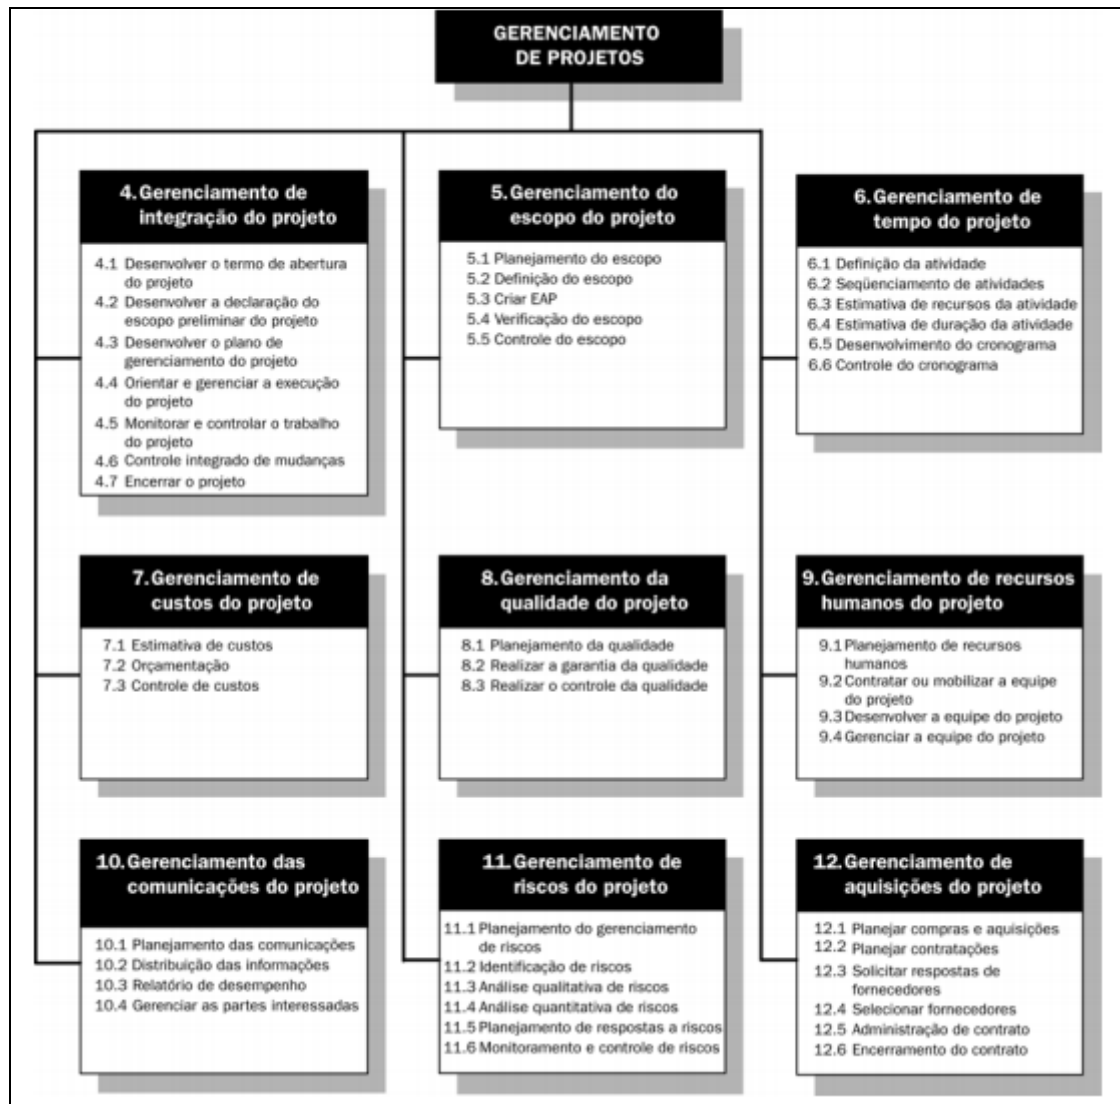 GERENCIAMENTO
DE PROJETOS
4. Gerenciamento de
integração do projeto
4.1 Desenvolver o termo de abertura
do projeto
4.2 Desenvolver a declaração do
escopo preliminar do projeto
4.3 Desenvolver o plano de
gerenciamento do projeto
4.4 Orientar e gerenciar a execução
do projeto
4.5 Monitorar e controlar o trabalho
do projeto
4.6 Controle integrado de mudanças
4.7 Encerrar o projeto
5. Gerenciamento do
escopo do projeto
5.1 Planejamento do escopo
5.2 Definição do escopo
5.3 Criar EAP
5.4 Verificação do escopo
5.5 Controle do escopo
6. Gerenciamento de
tempo do projeto
6.1 Definição da atividade
6.2 Seqüenciamento de atividades
6.3 Estimativa de recursos da atividade
6.4 Estimativa de duração da atividade
6.5 Desenvolvimento do cronograma
6.6 Controle do cronograma
7. Gerenciamento de
custos do projeto
7.1 Estimativa de custos
7.2 Orçamentação
7.3 Controle de custos
8. Gerenciamento da
qualidade do projeto
8.1 Planejamento da qualidade
8.2 Realizar a garantia da qualidade
8.3 Realizar o controle da qualidade
9. Gerenciamento de recursos
humanos do projeto
9.1 Planejamento de recursos
humanos
9.2 Contratar ou mobilizar a equipe
do projeto
9.3 Desenvolver a equipe do projeto
9.4 Gerenciar a equipe do projeto
10. Gerenciamento das
comunicações do projeto
10.1 Planejamento das comunicações
10.2 Distribuição das informações
10.3 Relatório de desempenho
10.4 Gerenciar as partes interessadas
11. Gerenciamento de
riscos do projeto
11.1 Planejamento do gerenciamento
de riscos
11.2 Identificação de riscos
11.3 Análise qualitativa de riscos
11.4 Análise quantitativa de riscos
11.5 Planejamento de respostas a riscos
11.6 Monitoramento e controle de riscos
12. Gerenciamento de
aquisições do projeto
12.1 Planejar compras e aquisições
12.2 Planejar contratações
12.3 Solicitar respostas de
fornecedores
12.4 Selecionar fornecedores
12.5 Administração de contrato
12.6 Encerramento do contrato